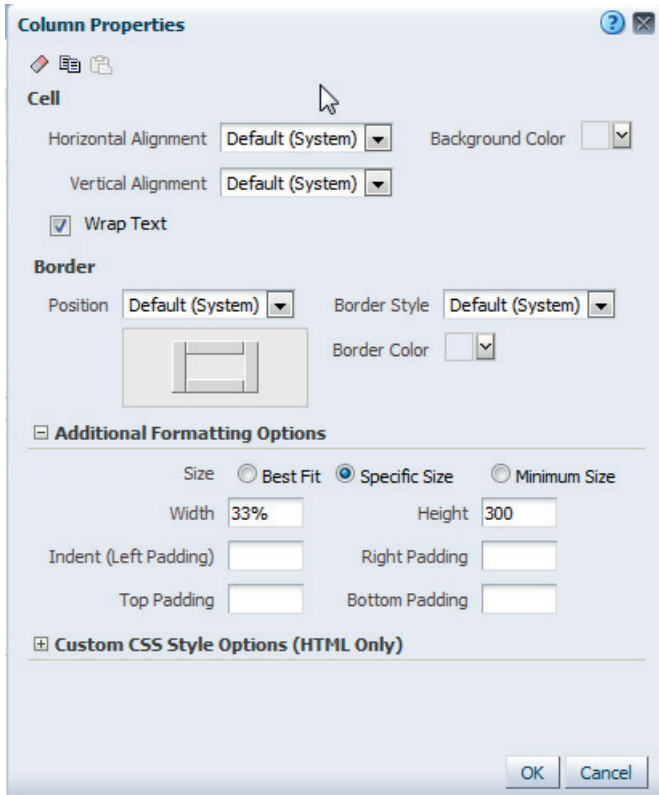 Column Properties
Cell
Horizontal Alignment Default (System) Background Color
Vertical Alignment Default (System)
Wrap Text
Border
Position Default (System) Border Style Default (System)
Border Color
Additional Formatting Options
Size Best Fit Specific Size Minimum Size
Width 33% Height 300
Indent (Left Padding) Right Padding
Top Padding Bottom Padding
Custom CSS Style Options (HTML Only)
OK Cancel